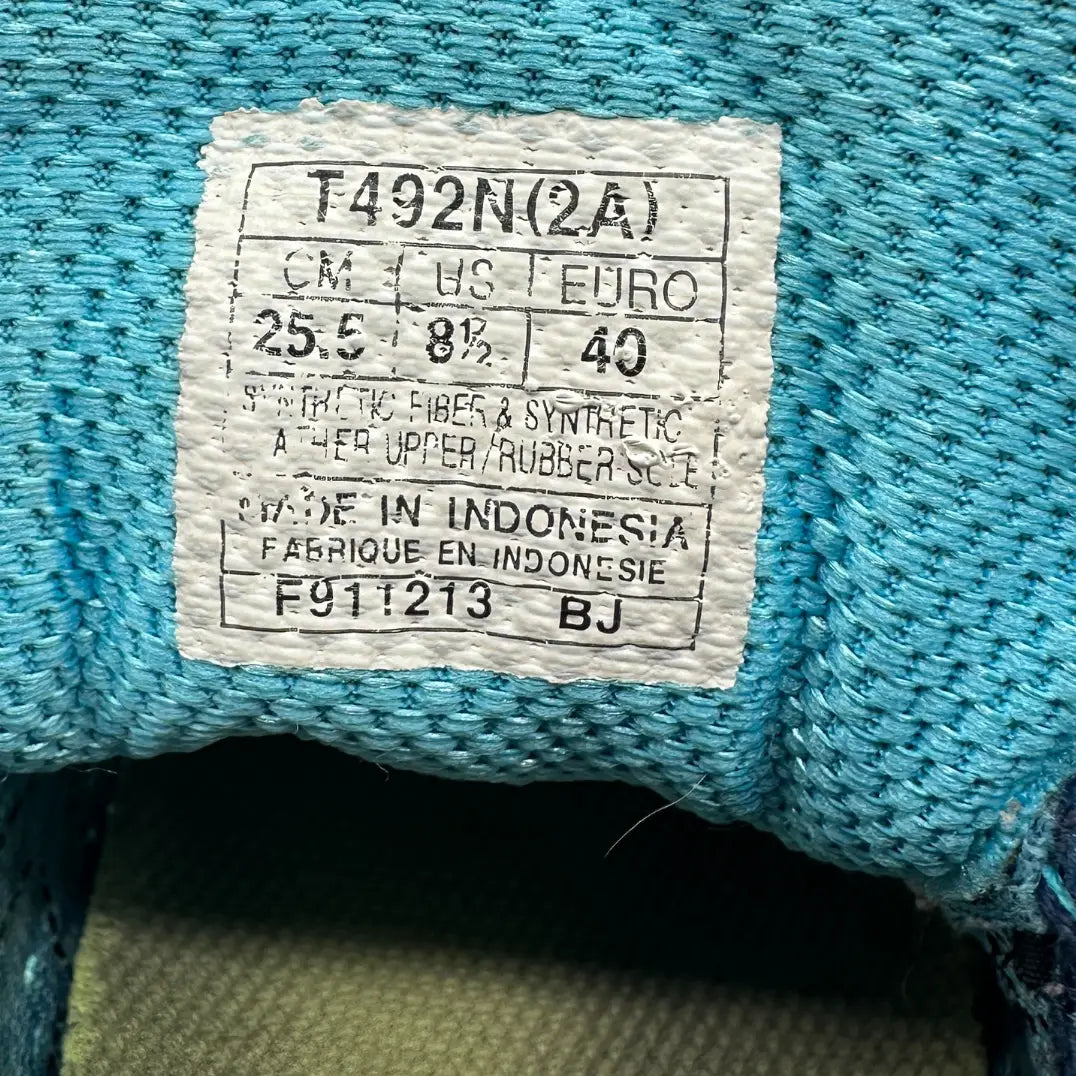 T492N(2A)
CM US EURO
25.5 8½ 40
SYNTHETIC FIBER & SYNTHETIC
LEATHER UPPER/RUBBER SOLE
MADE IN INDONESIA
FABRIQUE EN INDONESIE
F911213 BJ